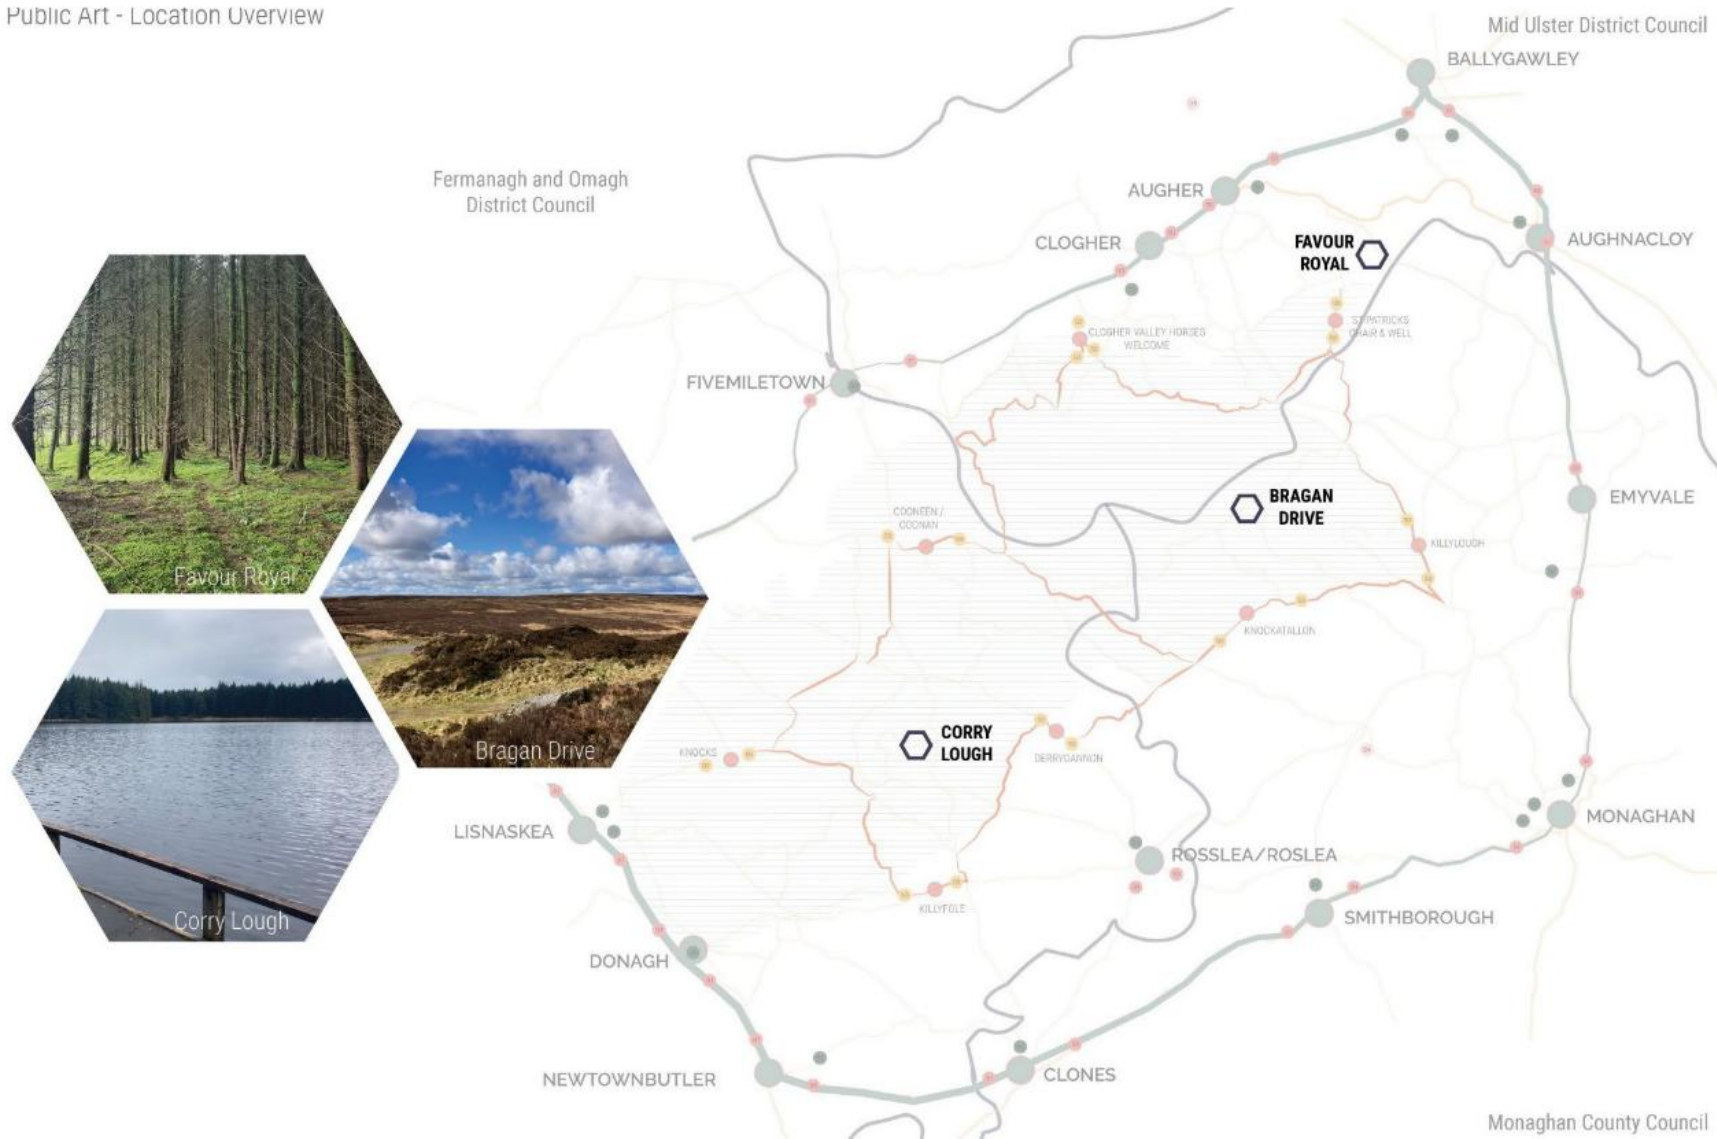 Public Art - Location Overview
Mid Ulster District Council
BALLYGAWLEY
Fermanagh and Omagh
District Council
AUGHER
CLOGHER
FAVOUR
ROYAL
AUGHNACLOY
CLOGHER VALLEY HORSES
WELCOME
ST PATRICKS
CHAIR & WELL
FIVEMILETOWN
BRAGAN
DRIVE
EMYVALE
COONEEN /
COONAN
KILLYLOUGH
Favour Royal
KNOCKATALLON
CORRY
LOUGH
KNOCKS
DERRYGANNON
Bragan Drive
LISNASKEA
MONAGHAN
ROSSLEA/ROSLEA
KILLYFOLE
SMITHBOROUGH
Corry Lough
DONAGH
NEWTOWNBUTLER
CLONES
Monaghan County Council